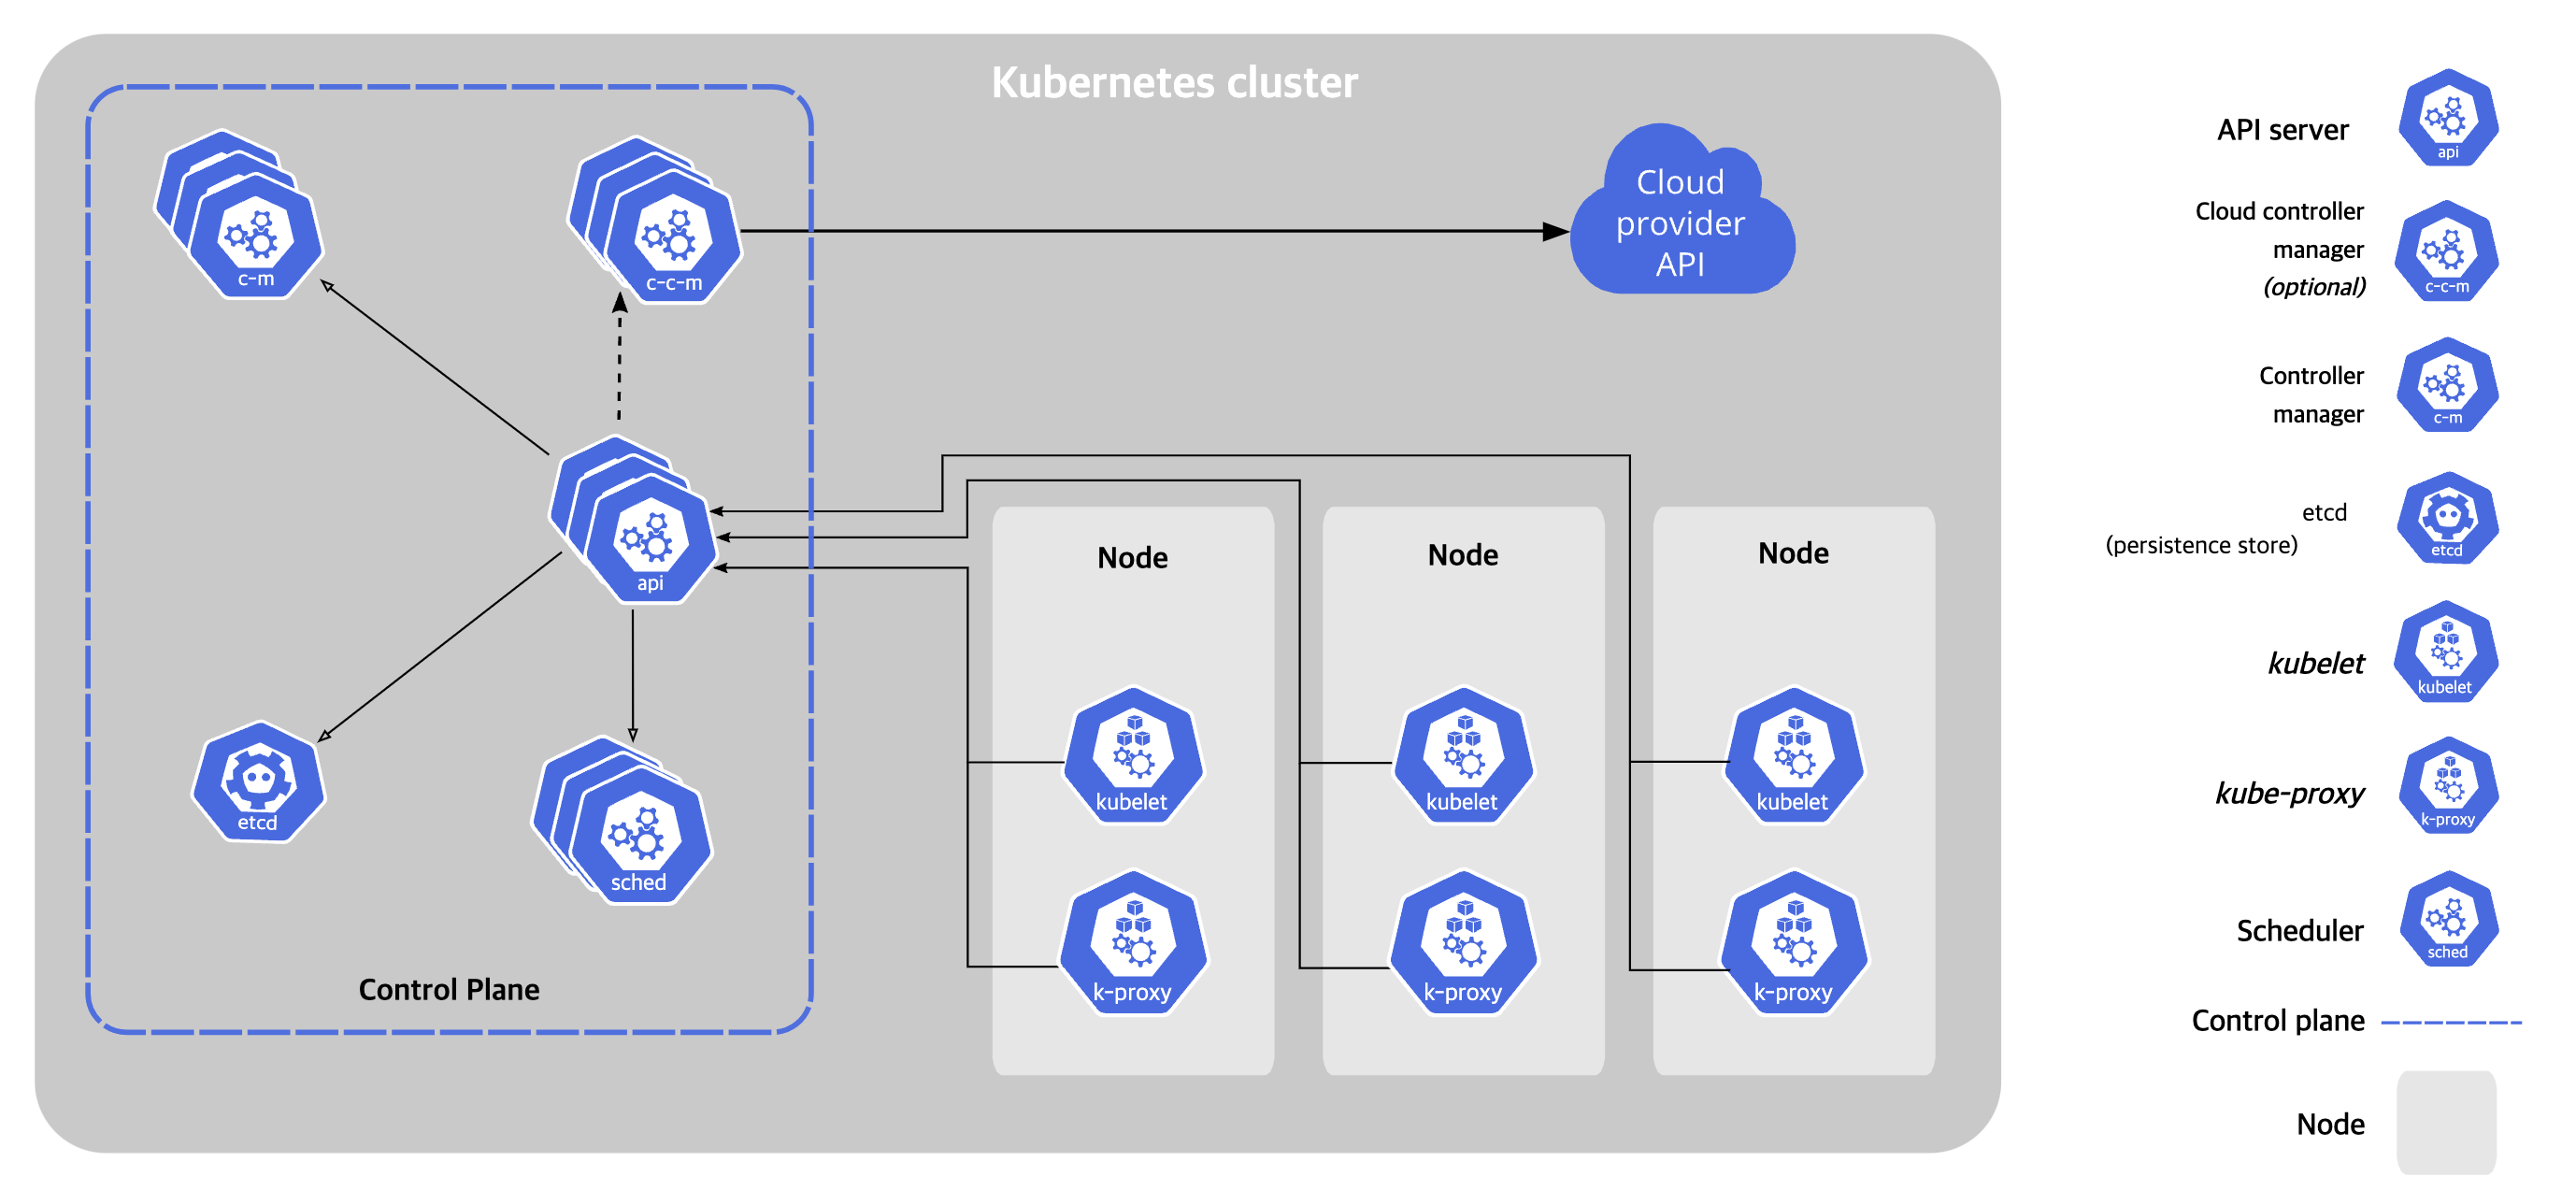 Kubernetes cluster
c-m
c-c-m
Cloud
provider
API
api
etcd
sched
Control Plane
Node
kubelet
k-proxy
Node
kubelet
k-proxy
Node
kubelet
k-proxy
API server
api
Cloud controller
manager
(optional)
c-c-m
Controller
manager
c-m
etcd
(persistence store)
etcd
kubelet
kubelet
kube-proxy
k-proxy
Scheduler
sched
Control plane
Node